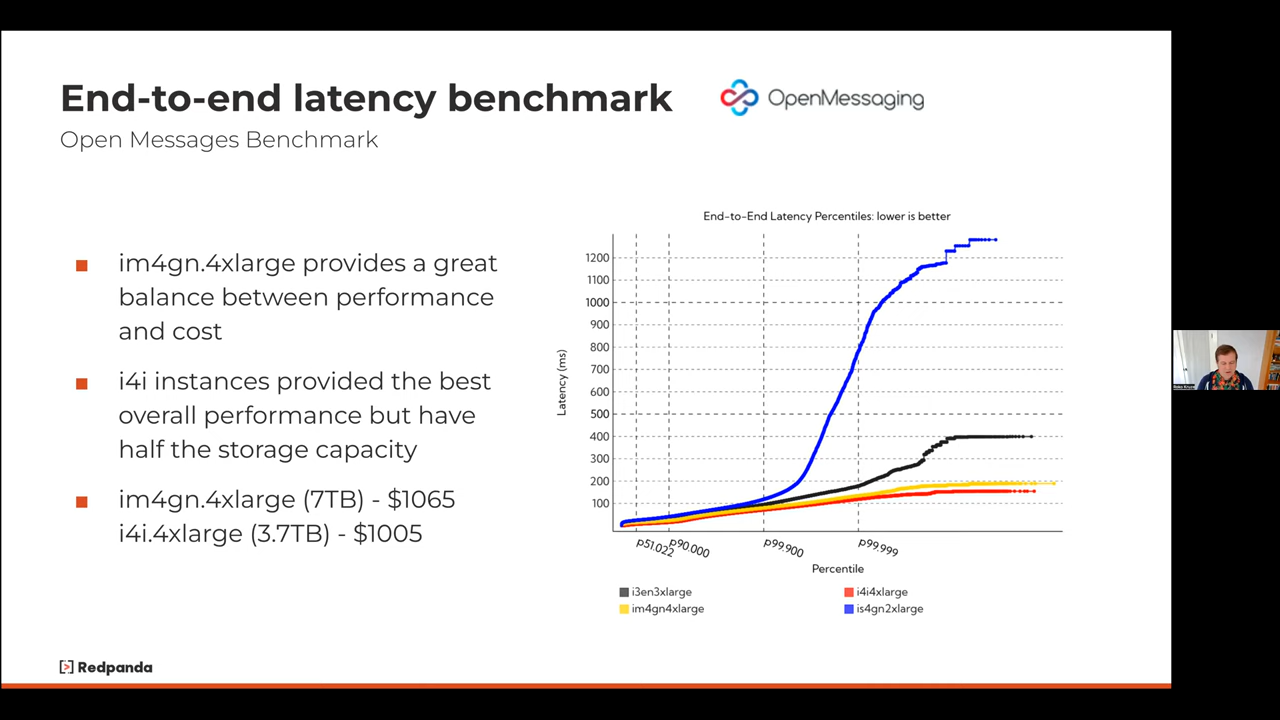 End-to-end latency benchmark
OpenMessaging
Open Messages Benchmark
im4gn.4xlarge provides a great
balance between performance
and cost
i4i instances provided the best
overall performance but have
half the storage capacity
im4gn.4xlarge (7TB) - $1065
i4i.4xlarge (3.7TB) - $1005
End-to-End Latency Percentiles: lower is better
Latency (ms)
1200
1100
1000
900
800
700
600
500
400
300
200
100
p51.022
p90.000
p99.900
p99.999
Percentile
i3en3xlarge
i4i4xlarge
im4gn4xlarge
is4gn2xlarge
Redpanda